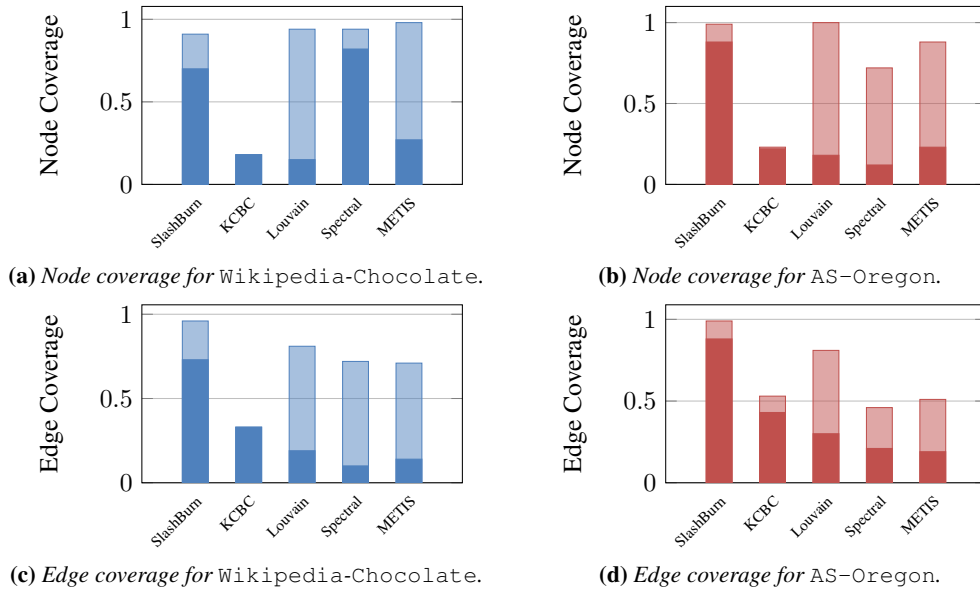 Node Coverage
1
0.5
0
SlashBurn
KCBC
Louvain
Spectral
METIS
(a) Node coverage for Wikipedia-Chocolate.
Node Coverage
1
0.5
0
SlashBurn
KCBC
Louvain
Spectral
METIS
(b) Node coverage for AS-Oregon.
Edge Coverage
1
0.5
0
SlashBurn
KCBC
Louvain
Spectral
METIS
(c) Edge coverage for Wikipedia-Chocolate.
Edge Coverage
1
0.5
0
SlashBurn
KCBC
Louvain
Spectral
METIS
(d) Edge coverage for AS-Oregon.